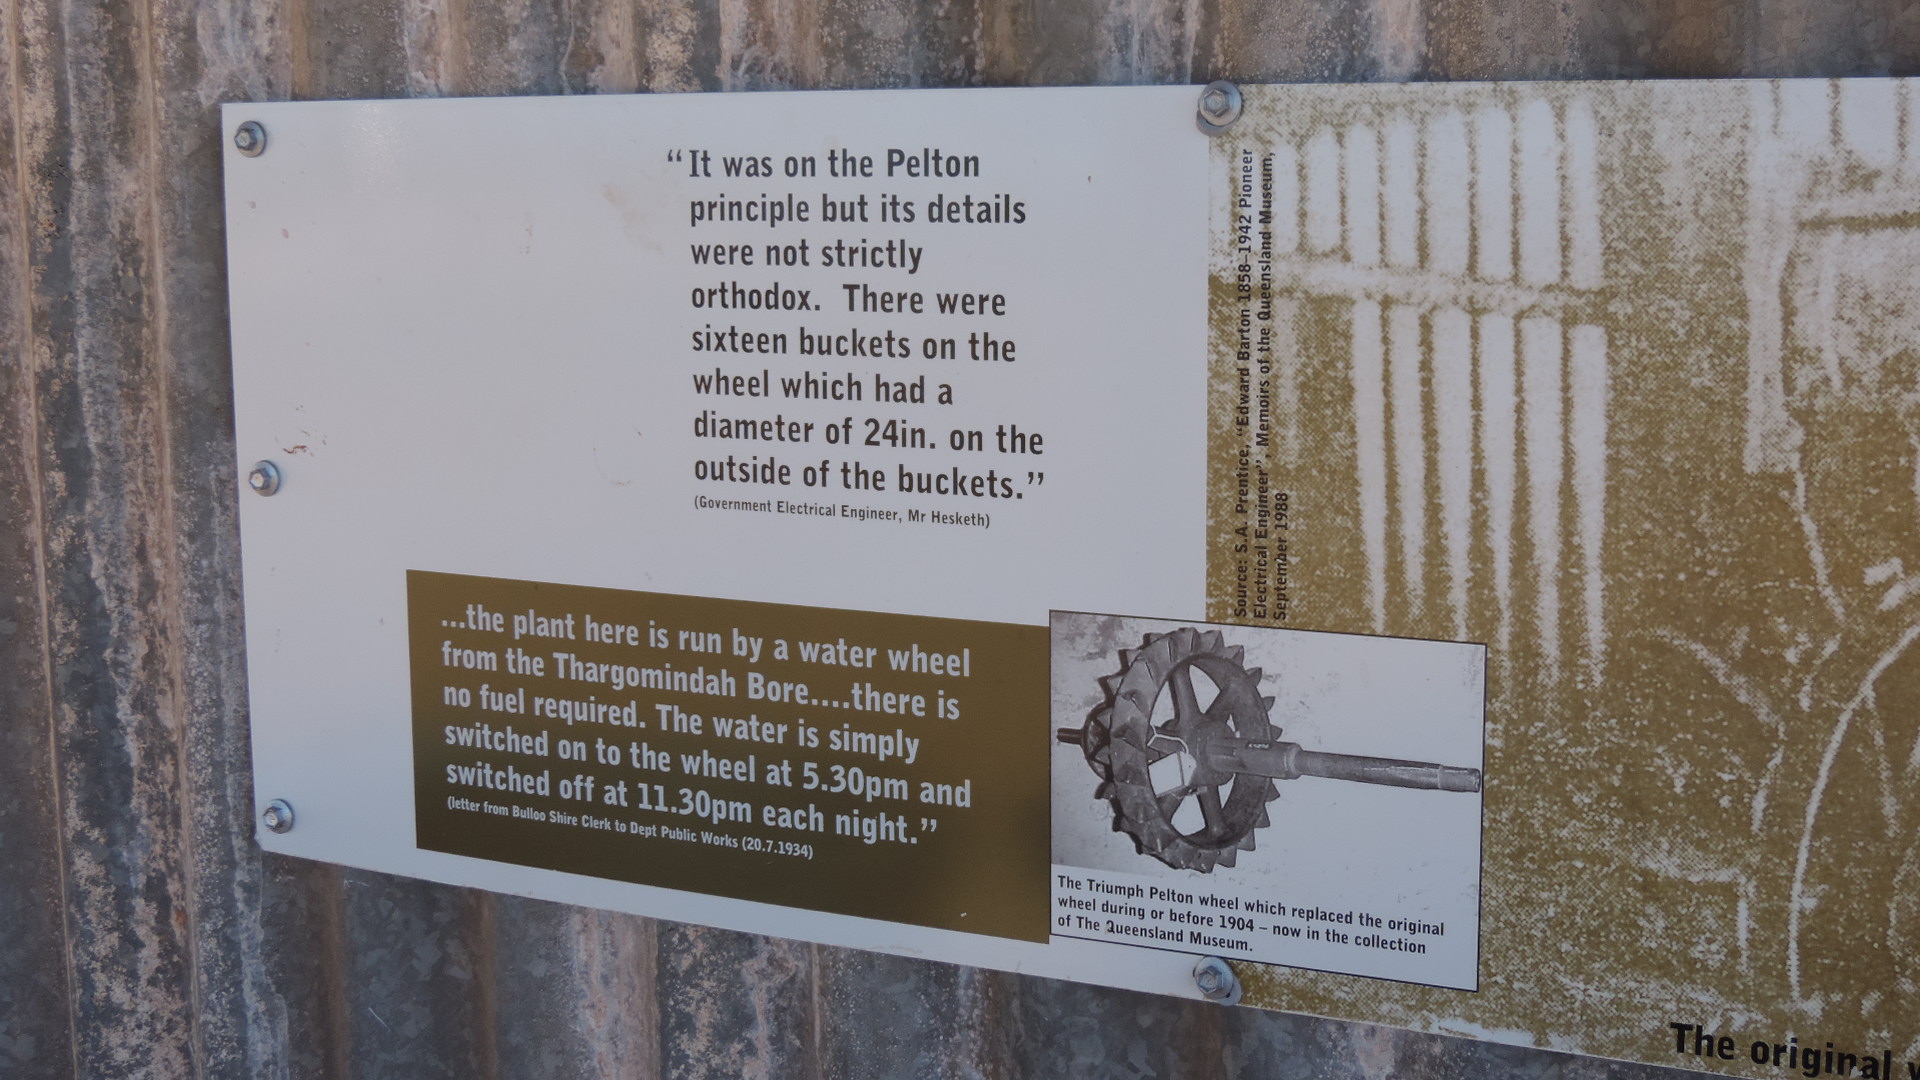 “It was on the Pelton
principle but its details
were not strictly
orthodox. There were
sixteen buckets on the
wheel which had a
diameter of 24in. on the
outside of the buckets.”
(Government Electrical Engineer, Mr Hesketh)
...the plant here is run by a water wheel
from the Thargomindah Bore....there is
no fuel required. The water is simply
switched on to the wheel at 5.30pm and
switched off at 11.30pm each night.”
(letter from Bulloo Shire Clerk to Dept Public Works (20.7.1934)
Source: S.A. Prentice, “Edward Barton 1858–1942 Pioneer
Electrical Engineer”, Memoirs of the Queensland Museum,
September 1988
The Triumph Pelton wheel which replaced the original
wheel during or before 1904 – now in the collection
of The Queensland Museum.
The original